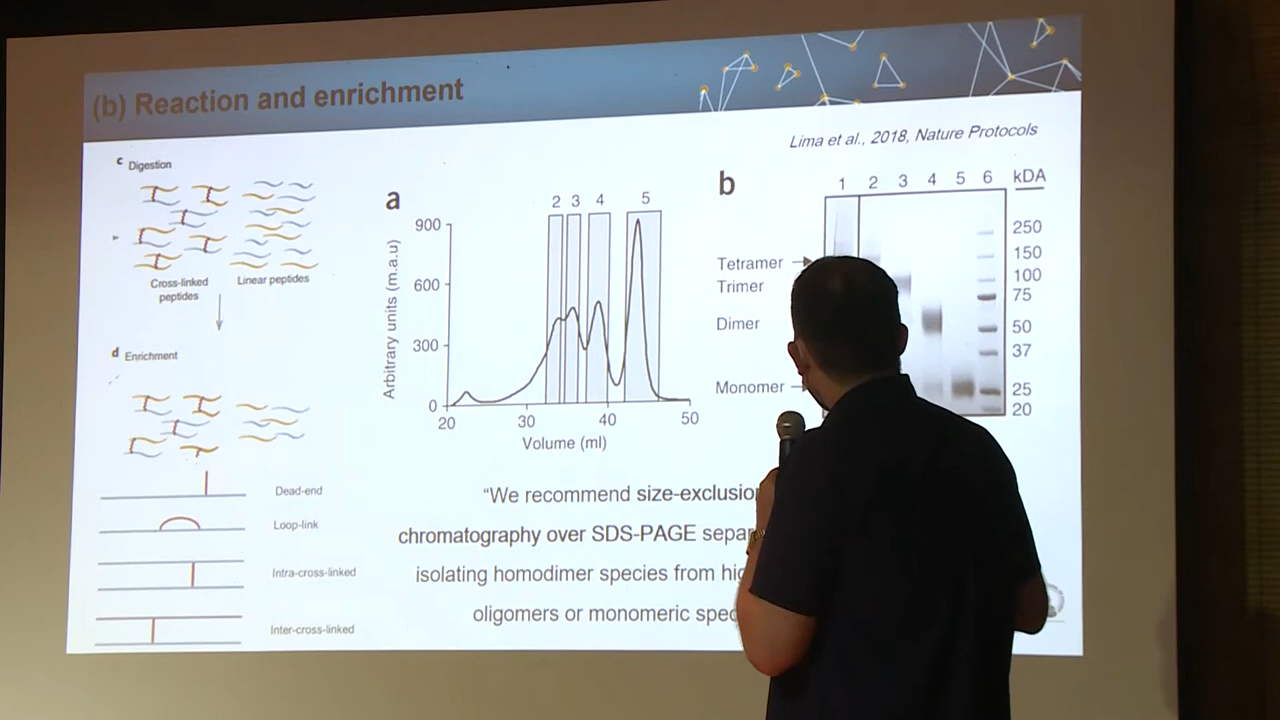 (b) Reaction and enrichment
Lima et al., 2018, Nature Protocols
c Digestion
Cross-linked
peptides
Linear peptides
d Enrichment
Dead-end
Loop-link
Intra-cross-linked
Inter-cross-linked
a
2 3 4 5
900
600
300
0
20 30 40 50
Arbitrary units (m.a.u)
Volume (ml)
b
1 2 3 4 5 6 kDA
Tetramer
Trimer
Dimer
Monomer
250
150
100
75
50
37
25
20
“We recommend size-exclusio
chromatography over SDS-PAGE separ
isolating homodimer species from hig
oligomers or monomeric spec